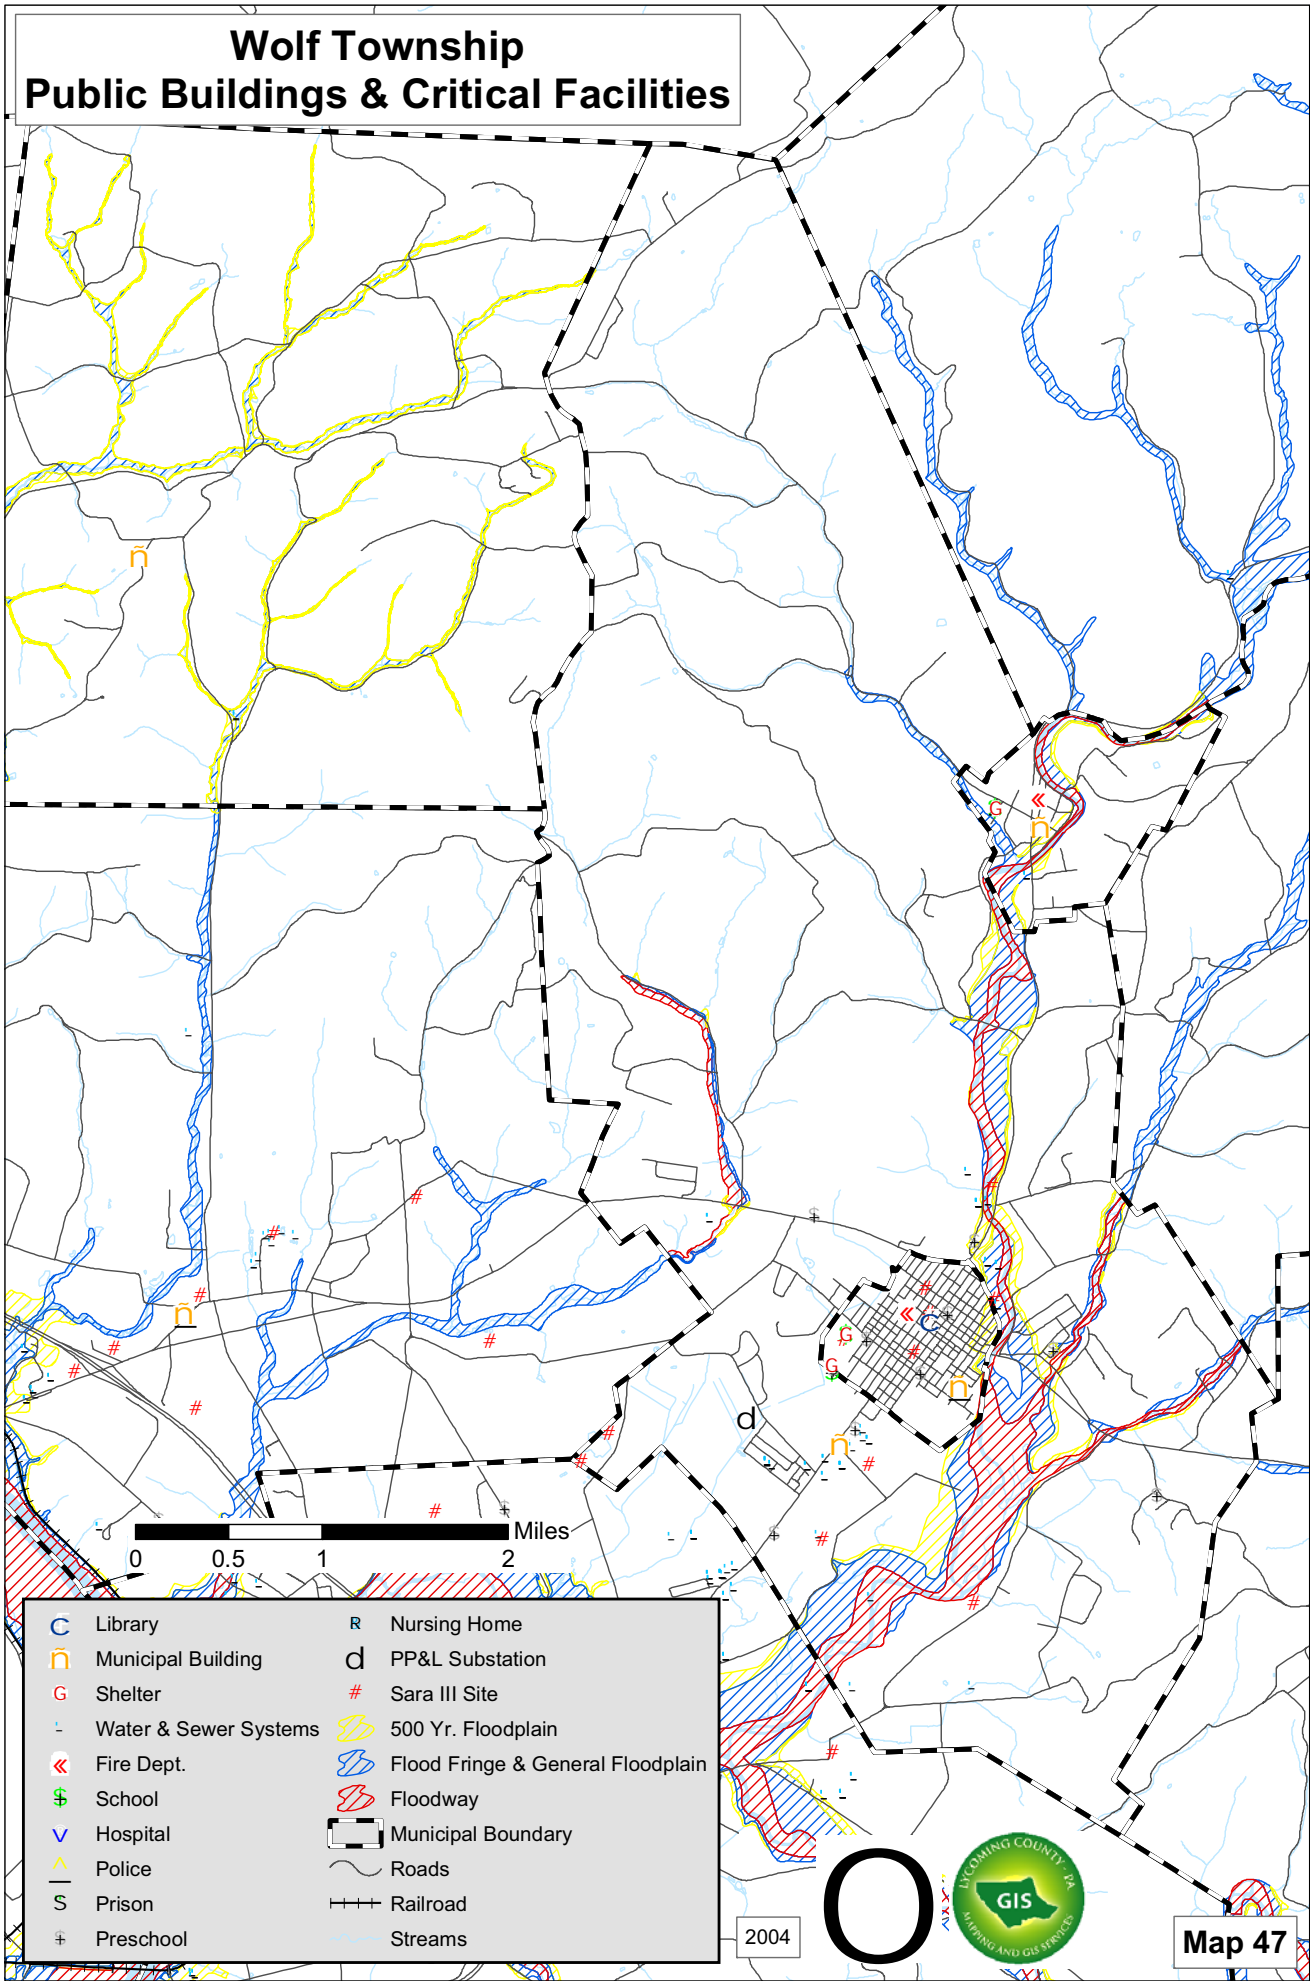 Wolf Township
Public Buildings & Critical Facilities
ñ
G
«
ñ
#
#
#
ñ
#
#
#
#
#
«
C
#
G
#
G
#
ñ
d
ñ
#
#
#
#
#
#
#
#
Miles
0 0.5 1 2
C Library
ñ Municipal Building
G Shelter
Water & Sewer Systems
« Fire Dept.
$ School
v Hospital
^ Police
S Prison
Preschool
R Nursing Home
d PP&L Substation
# Sara III Site
500 Yr. Floodplain
Flood Fringe & General Floodplain
Floodway
Municipal Boundary
Roads
Railroad
Streams
2004
O
LYCOMING COUNTY - PA
GIS
MAPPING AND GIS SERVICES
Map 47